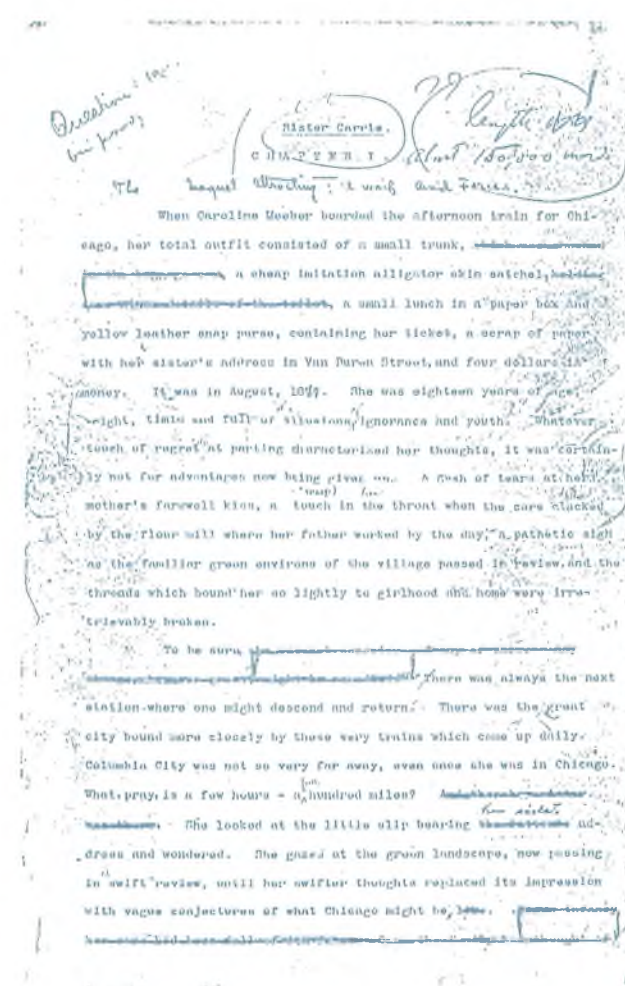 Sister Carrie.
length
about 150,000 words
CHAPTER I.
The Magnet Attracting: A Waif Amid Forces.
When Caroline Meeber boarded the afternoon train for Chi-
cago, her total outfit consisted of a small trunk,
a cheap imitation alligator skin satchel, holding
a small lunch in a paper box and
yellow leather snap purse, containing her ticket, a scrap of paper
with her sister's address in Van Buren Street, and four dollars in
money. It was in August, 1889. She was eighteen years of age,
bright, timid and full of illusions, ignorance and youth. Whatever
touch of regret at parting characterized her thoughts, it was certain-
ly not for advantages now being given up. A gush of tears at her
mother's farewell kiss, a touch in the throat when the cars clacked
by the flour mill where her father worked by the day, a pathetic sigh
as the familiar green environs of the village passed in review, and the
threads which bound her so lightly to girlhood and home were irre-
trievably broken.
To be sure
There was always the next
station where one might descend and return. There was the great
city bound more closely by these very trains which come up daily.
Columbia City was not so very far away, even once she was in Chicago.
What, pray, is a few hours - a hundred miles?
her sister's
She looked at the little slip bearing ad-
dress and wondered. She gazed at the green landscape, now passing
in swift review, until her swifter thoughts replaced its impression
with vague conjectures of what Chicago might be.